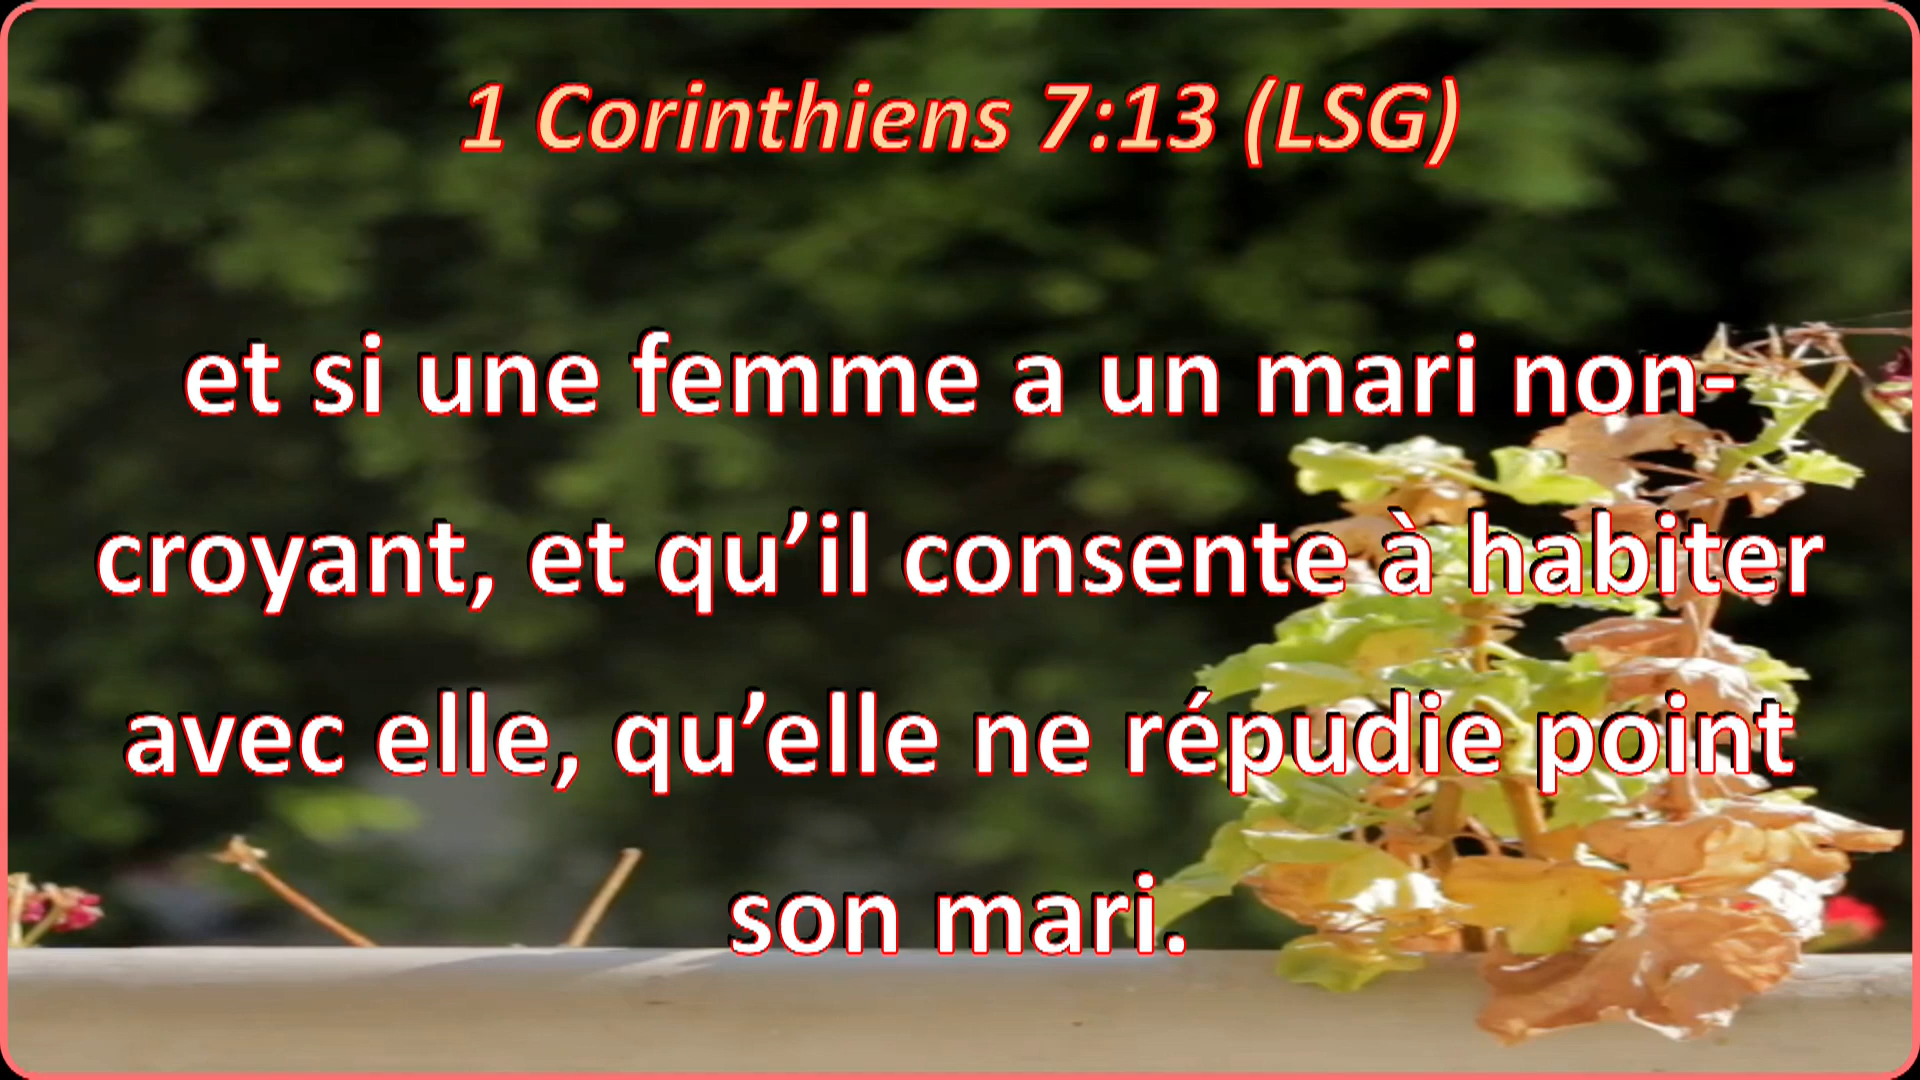 1 Corinthiens 7:13 (LSG)
et si une femme a un mari non-
croyant, et qu’il consente à habiter
avec elle, qu’elle ne répudie point
son mari.